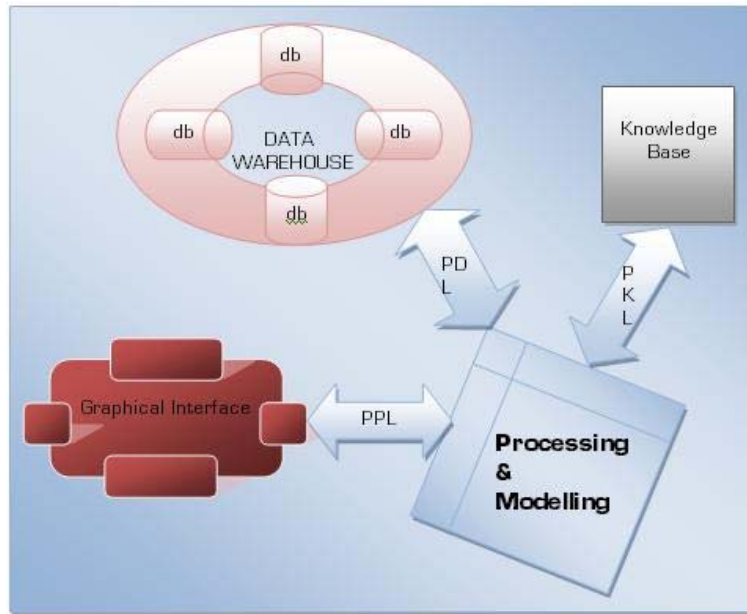 db
db
db
DATA
WAREHOUSE
db
Knowledge
Base
PD
L
P
K
L
Graphical Interface
PPL
Processing
&
Modelling